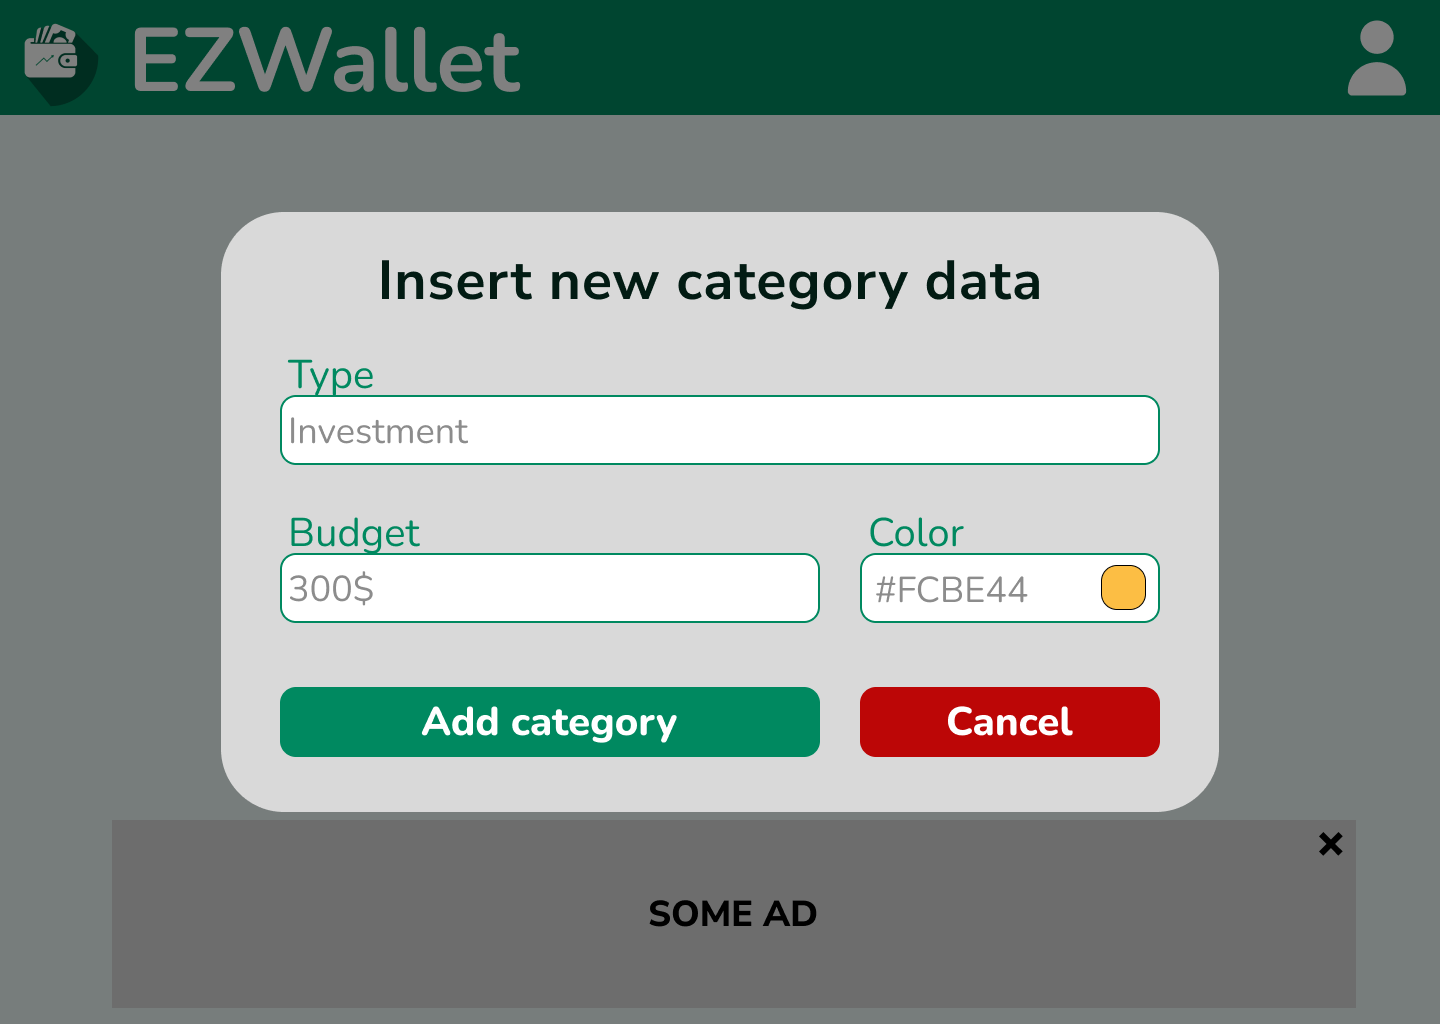 EZWallet
Insert new category data
Type
Investment
Budget
Color
300$
#FCBE44
Add category
Cancel
SOME AD